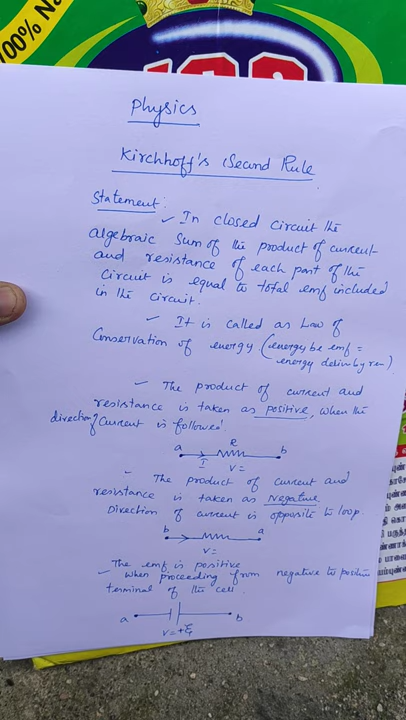 100% Na
100
Physics
Kirchhoff's Second Rule
Statement:
✓ In closed circuit the
algebraic sum of the product of current
and resistance of each part of the
circuit is equal to total emf included
in the circuit.
✓ It is called as Law of
Conservation of energy (energy by emf =
energy delin by
✓ The product of current and
resistance is taken as positive, when the
direction of current is followed
a R b
I V =
✓ The product of current and
resistance is taken as Negative
Direction of current is opposite to loop.
b a
V =
✓ The emf is positive
when proceeding from negative to positive
terminal of the cell.
a b
V = +ξ